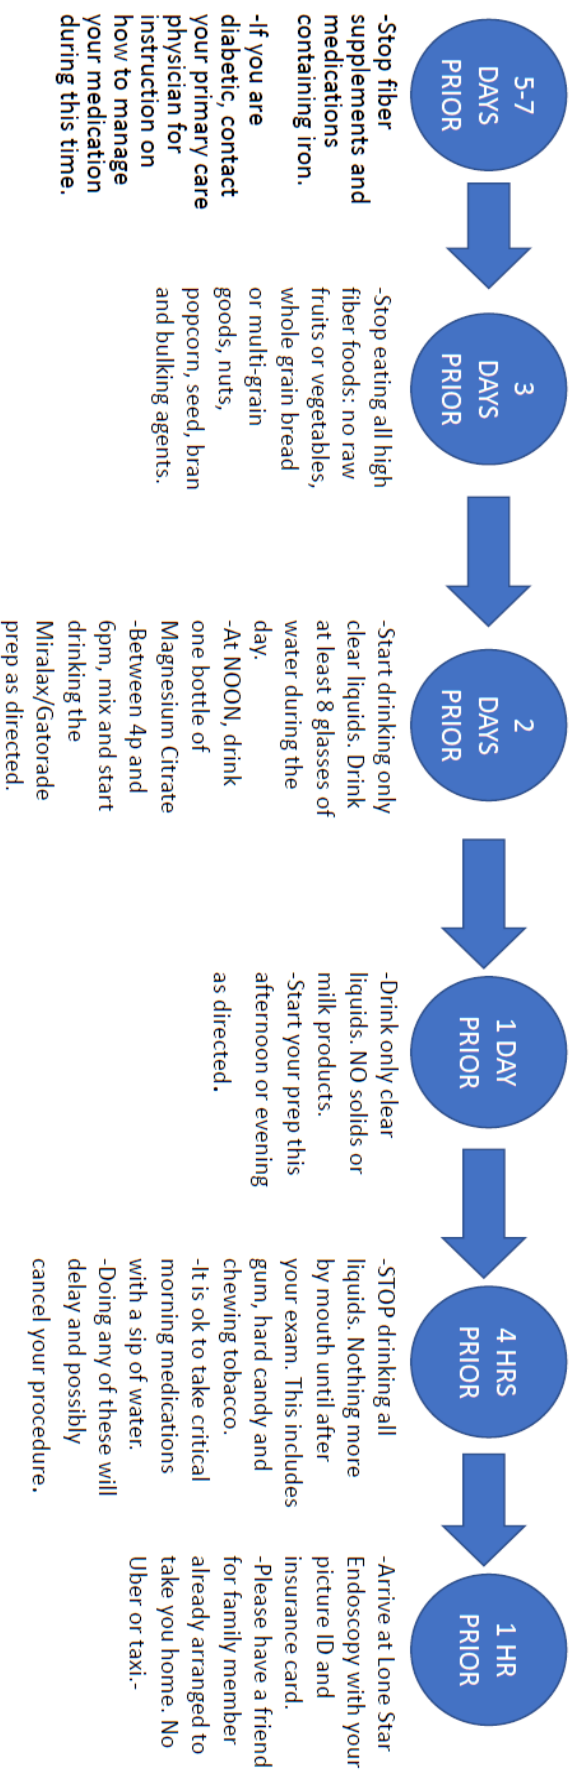 5-7
DAYS
PRIOR
-Stop fiber
supplements and
medications
containing iron.
-If you are
diabetic, contact
your primary care
physician for
instruction on
how to manage
your medication
during this time.
3
DAYS
PRIOR
-Stop eating all high
fiber foods: no raw
fruits or vegetables,
whole grain bread
or multi-grain
goods, nuts,
popcorn, seed, bran
and bulking agents.
2
DAYS
PRIOR
-Start drinking only
clear liquids. Drink
at least 8 glasses of
water during the
day.
-At NOON, drink
one bottle of
Magnesium Citrate
-Between 4p and
6pm, mix and start
drinking the
Miralax/Gatorade
prep as directed.
1 DAY
PRIOR
-Drink only clear
liquids. NO solids or
milk products.
-Start your prep this
afternoon or evening
as directed.
4 HRS
PRIOR
-STOP drinking all
liquids. Nothing more
by mouth until after
your exam. This includes
gum, hard candy and
chewing tobacco.
-It is ok to take critical
morning medications
with a sip of water.
-Doing any of these will
delay and possibly
cancel your procedure.
1 HR
PRIOR
-Arrive at Lone Star
Endoscopy with your
picture ID and
insurance card.
-Please have a friend
for family member
already arranged to
take you home. No
Uber or taxi.-